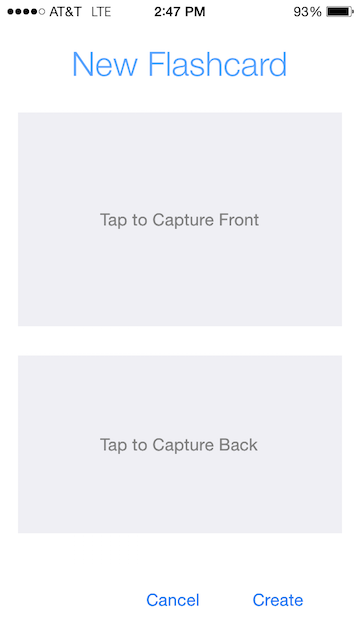 AT&T LTE 2:47 PM 93%
New Flashcard
Tap to Capture Front
Tap to Capture Back
Cancel Create